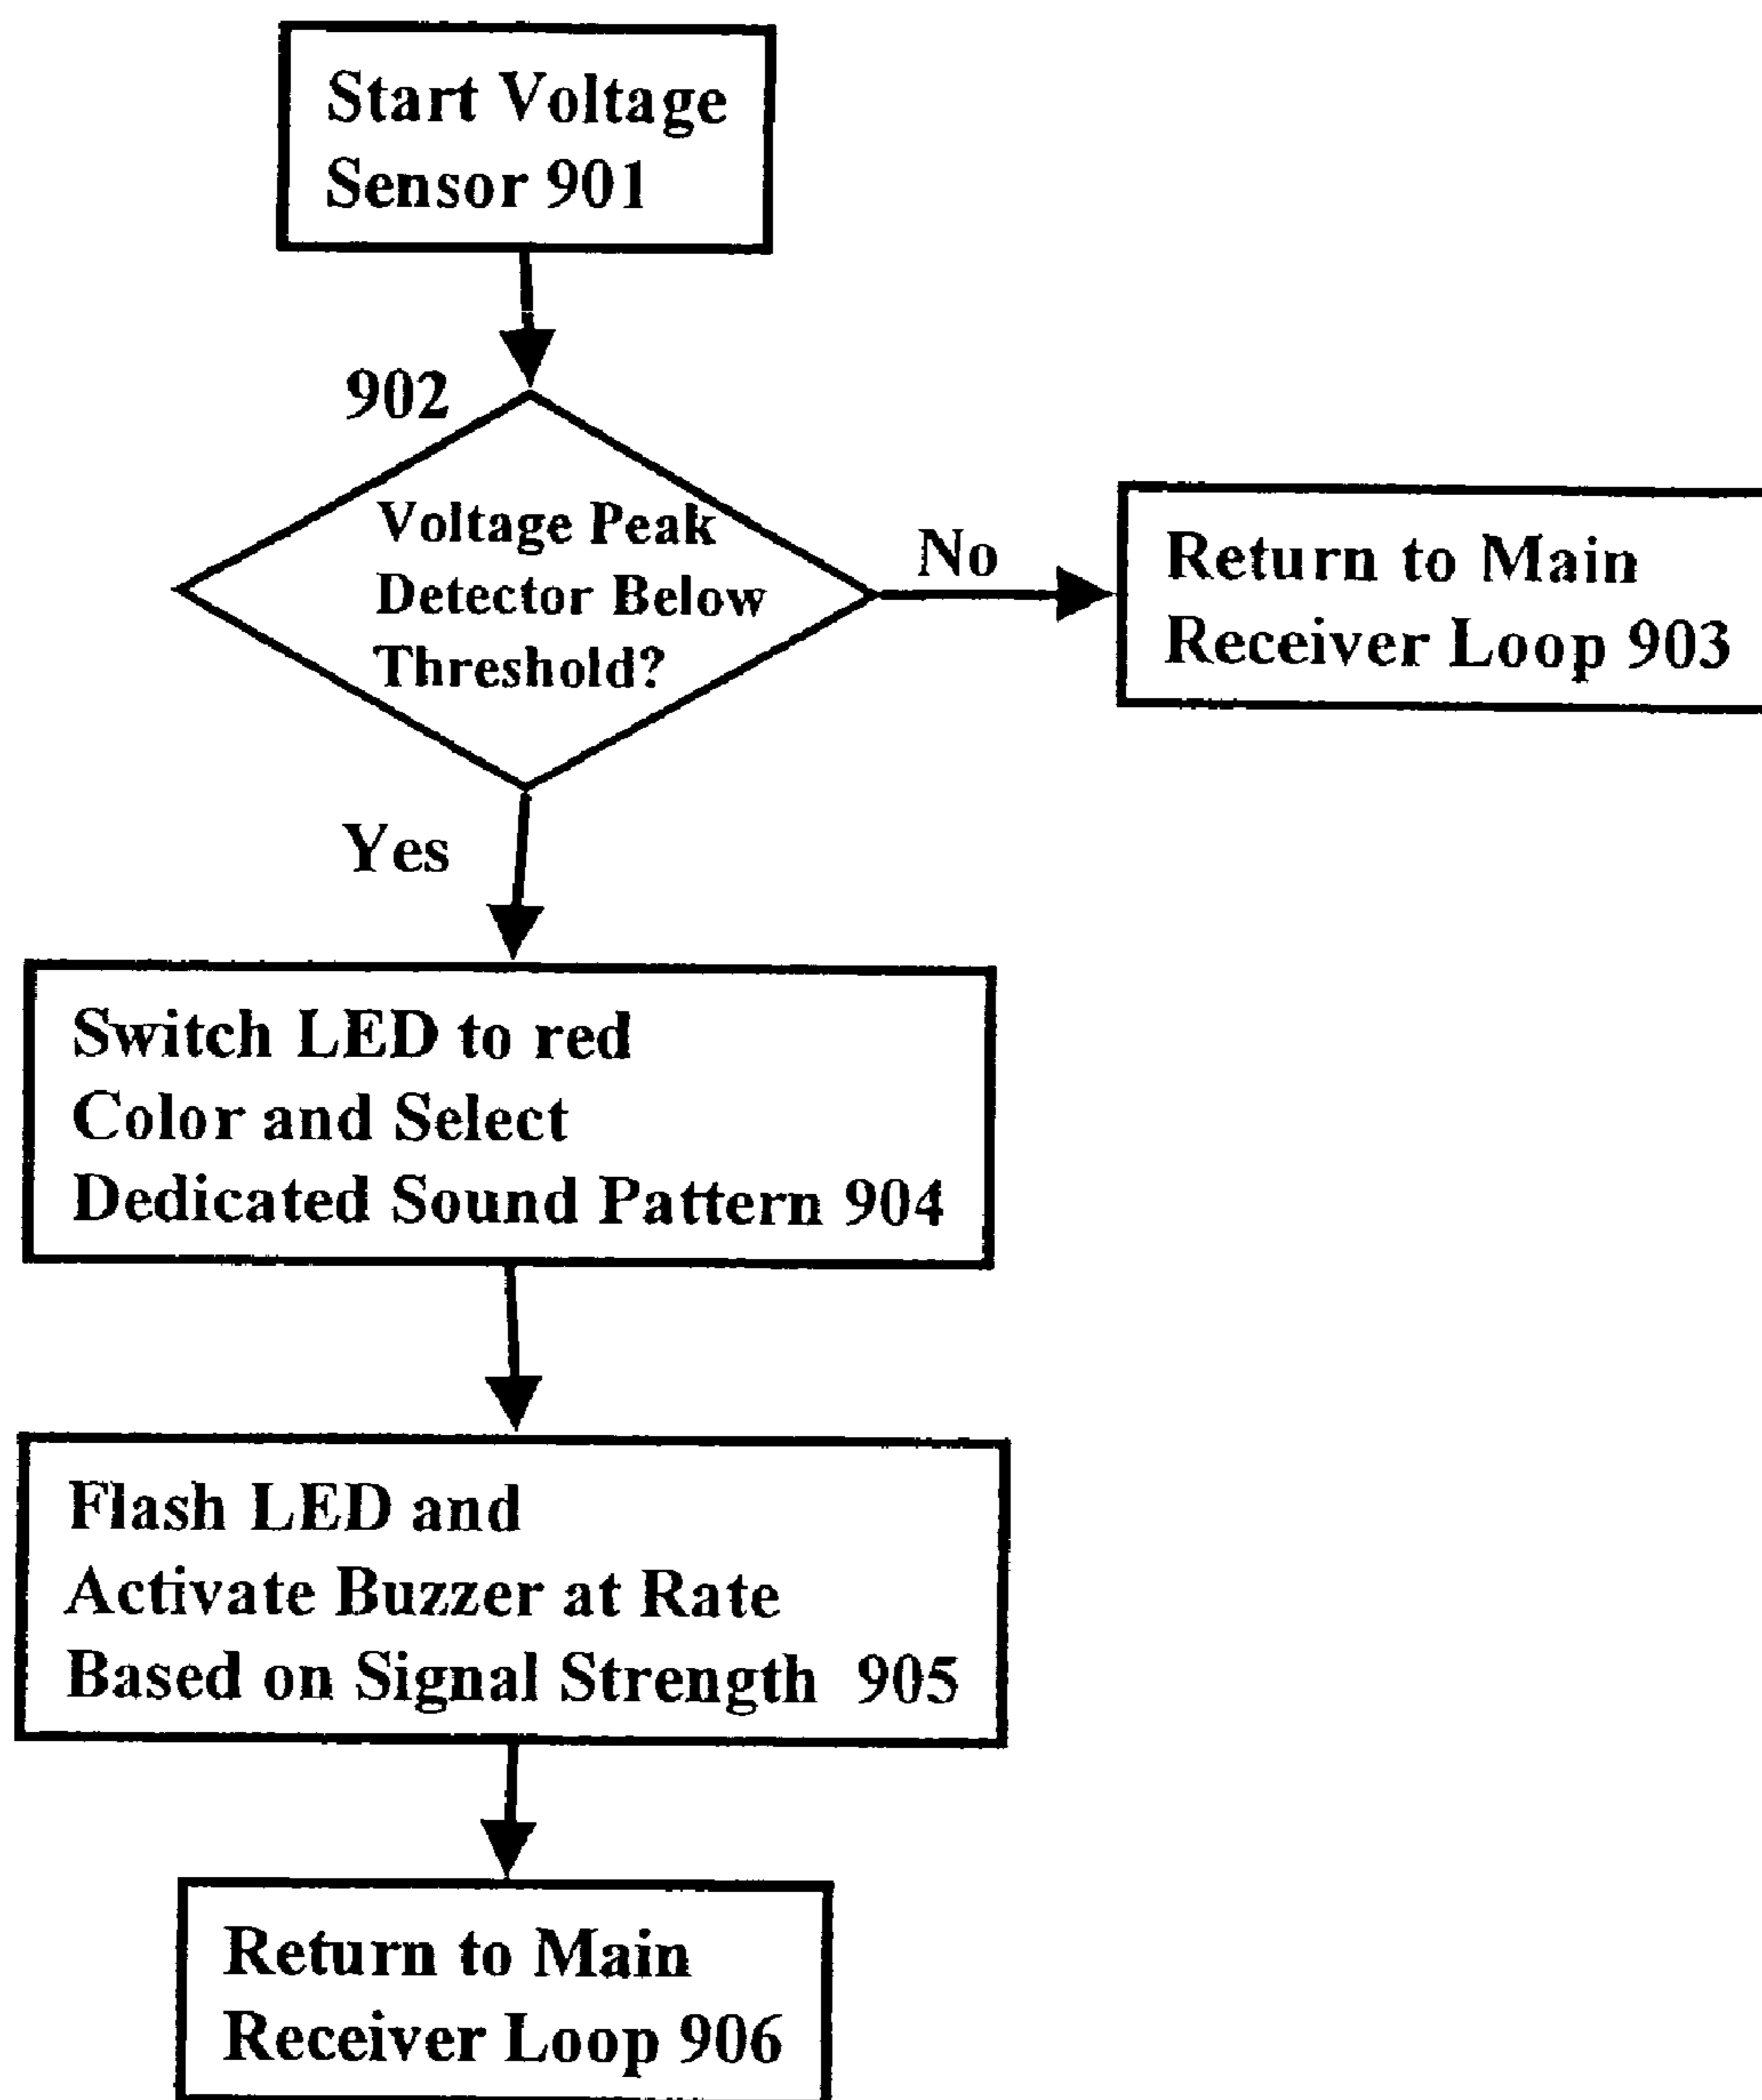 Start Voltage
Sensor 901
902
Voltage Peak
Detector Below
Threshold?
No
Return to Main
Receiver Loop 903
Yes
Switch LED to red
Color and Select
Dedicated Sound Pattern 904
Flash LED and
Activate Buzzer at Rate
Based on Signal Strength 905
Return to Main
Receiver Loop 906